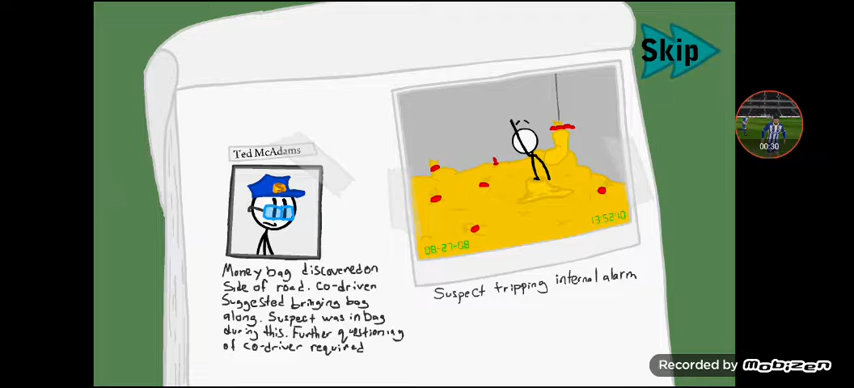 Skip
Ted McAdams
00:30
08-27-08
13:52:10
Money bag discovered on
Side of road. Co-driven
Suggested bringing bag
along. Suspect was in bag
during this. Further questioning
of co-driver required
Suspect tripping internal alarm
Recorded by MOBIZEN